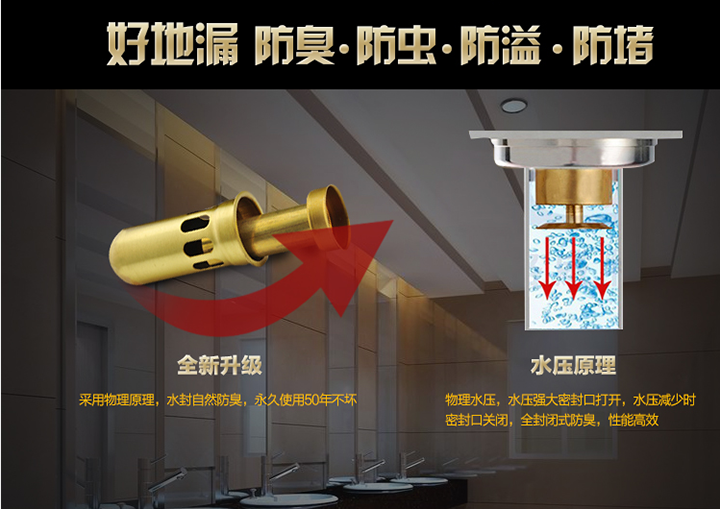 好地漏 防臭·防虫·防溢·防堵
全新升级
采用物理原理，水封自然防臭，永久使用50年不坏
水压原理
物理水压，水压强大密封口打开，水压减少时
密封口关闭，全封闭式防臭，性能高效